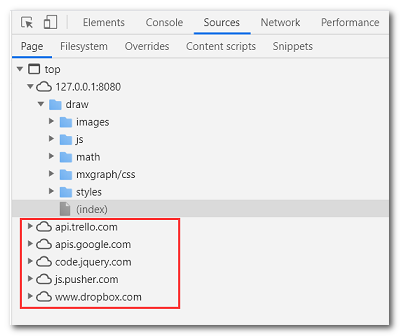 Elements Console Sources Network Performance
Page Filesystem Overrides Content scripts Snippets
top
127.0.0.1:8080
draw
images
js
math
mxgraph/css
styles
(index)
api.trello.com
apis.google.com
code.jquery.com
js.pusher.com
www.dropbox.com